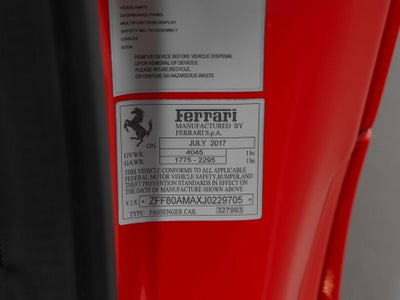 HEADLAMPS
DASHBOARD PANEL
MULTIFUNCTION DISPLAY
SAFETY BELTS ASSEMBLY
CABLES
ECUs
REMOVE DEVICE BEFORE VEHICLE DISPOSAL
UPON REMOVAL OF DEVICES
PLEASE REUSE, RECYCLE,
OR DISPOSE AS HAZARDOUS WASTE
Ferrari
MANUFACTURED BY
FERRARI S.p.A.
ON JULY 2017
GVWR 4045 lbs
GAWR 1775 - 2295 lbs
THIS VEHICLE CONFORMS TO ALL APPLICABLE
FEDERAL MOTOR VEHICLE SAFETY, BUMPER, AND
THEFT PREVENTION STANDARDS IN EFFECT ON THE
DATE OF MANUFACTURE SHOWN ABOVE
V.I.N ZFF80AMAXJ0229705
TYPE PASSENGER CAR 327993